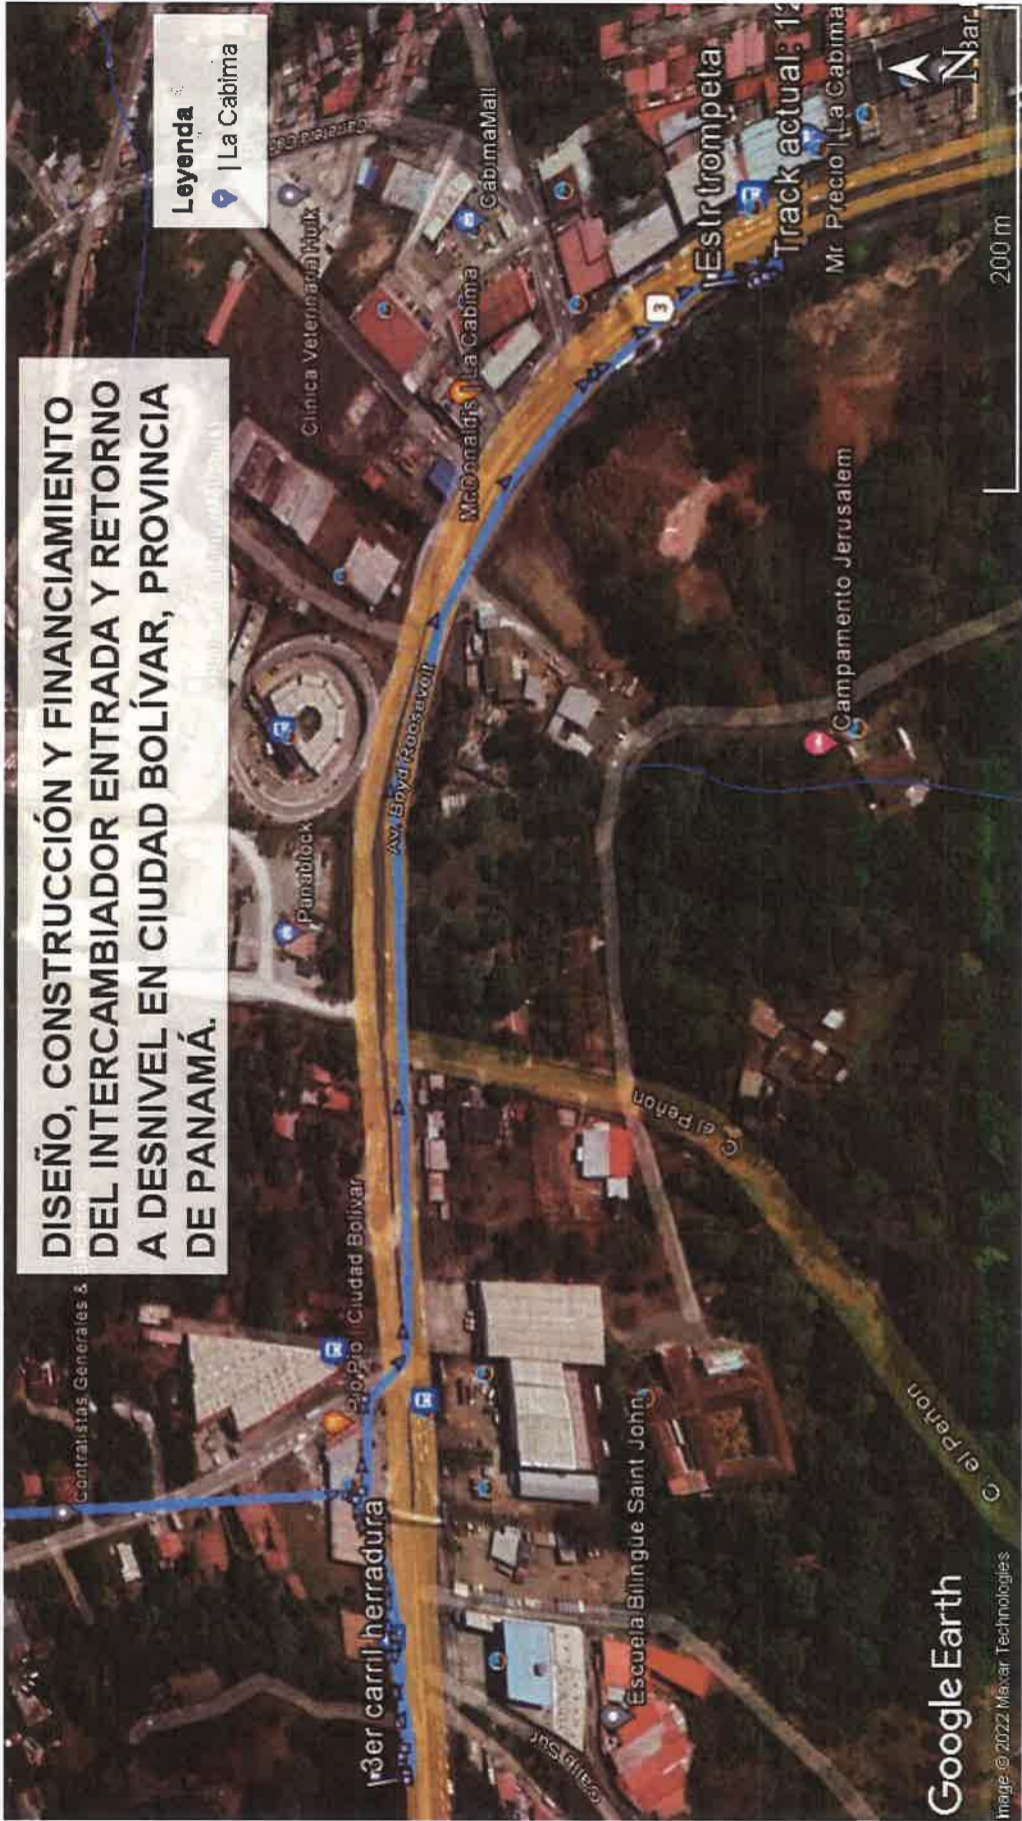 DISEÑO, CONSTRUCCIÓN Y FINANCIAMIENTO
DEL INTERCAMBIADOR ENTRADA Y RETORNO
A DESNIVEL EN CIUDAD BOLÍVAR, PROVINCIA
DE PANAMÁ.
Leyenda
| La Cabima
Contratistas Generales &
Clínica Veterinaria Hulk
CabimaMall
McDonald's | La Cabima
Panablock
PioPio | Ciudad Bolívar
Av. Boyd Roosevelt
3er carril herradura
Estr trompeta
Track actual: 12
Mr. Precio | La Cabima
3
Bar.
N
Campamento Jerusalem
C. el Peñón
C. el Peñón
Escuela Bilingüe Saint John
Calle Sur
200 m
Google Earth
Image © 2022 Maxar Technologies